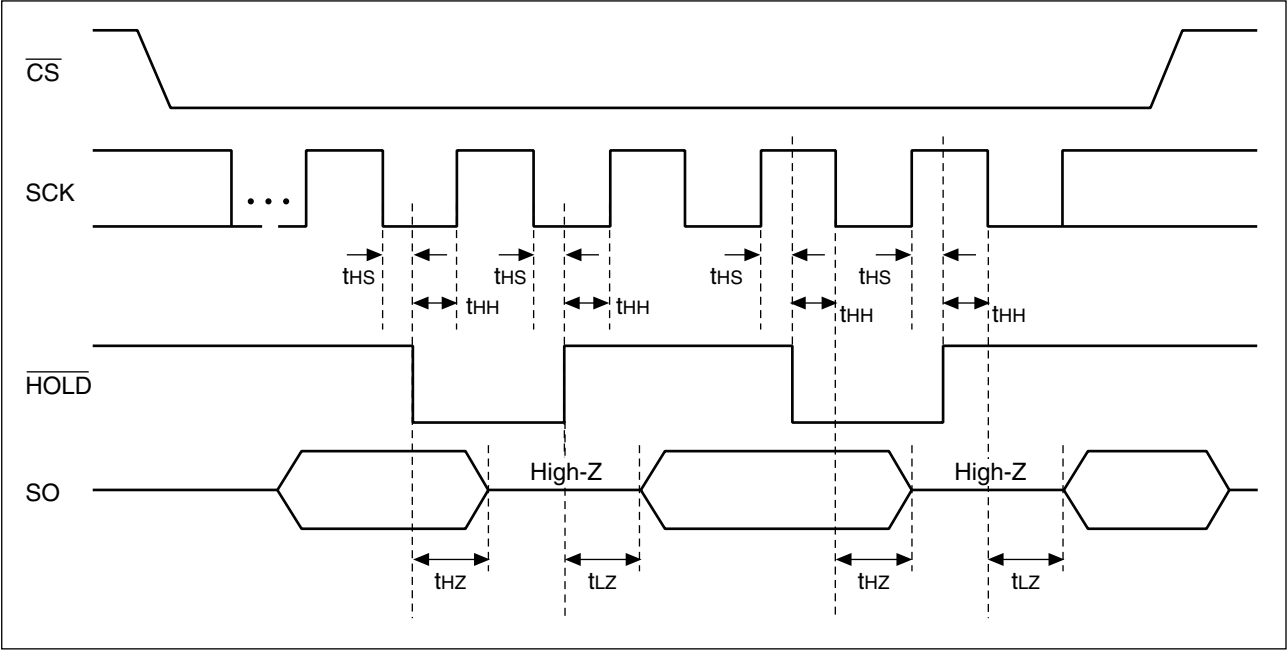 CS
SCK
• • •
tHS tHS tHS tHS
tHH tHH tHH tHH
HOLD
SO
High-Z High-Z
tHZ tLZ tHZ tLZ